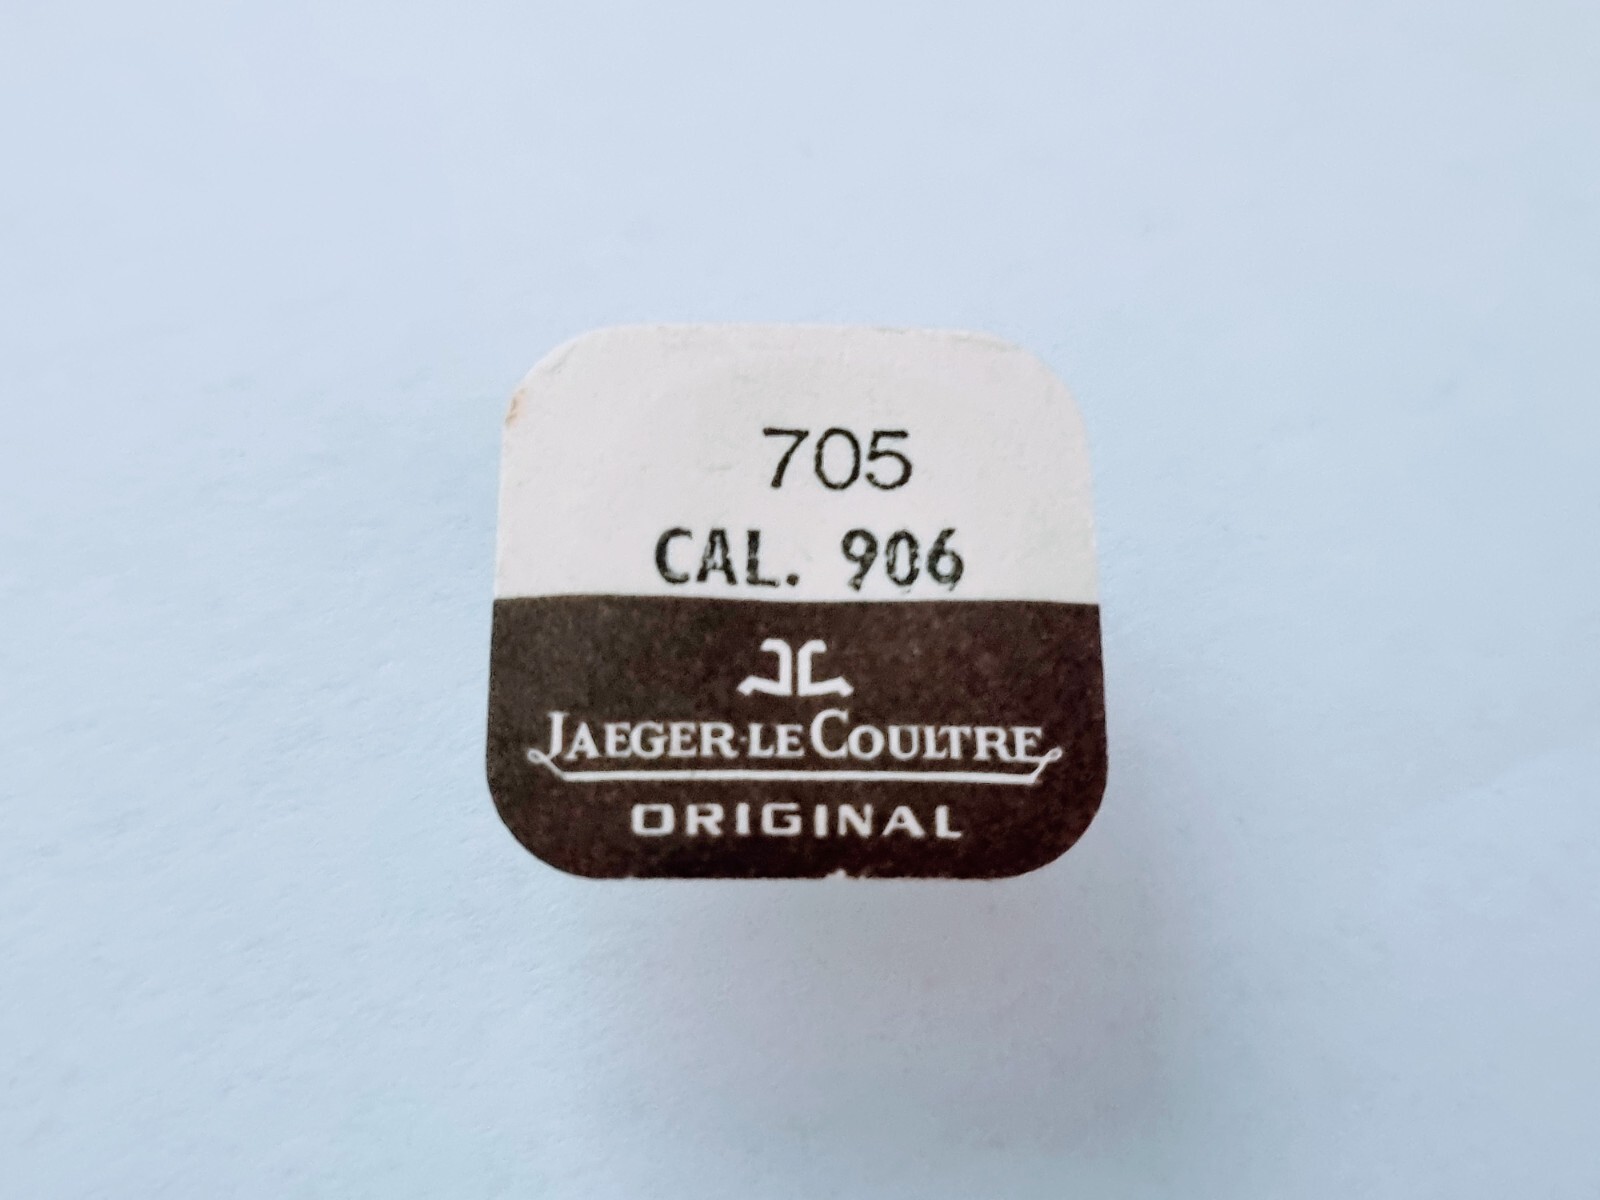 705
CAL. 906
JAEGER-LECOULTRE
ORIGINAL